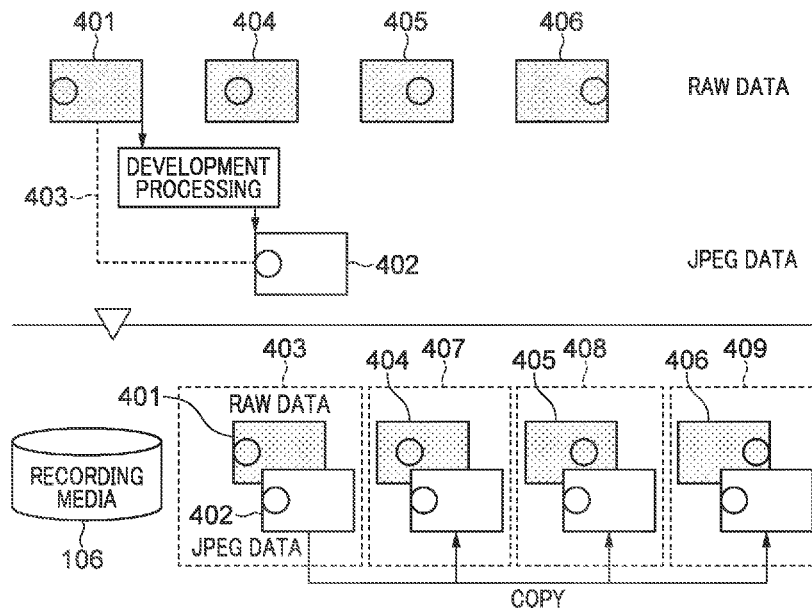 401 404 405 406
RAW DATA
DEVELOPMENT
PROCESSING
403
402
JPEG DATA
403 404 407 405 408 406 409
401
RAW DATA
RECORDING
MEDIA
402
106
JPEG DATA
COPY